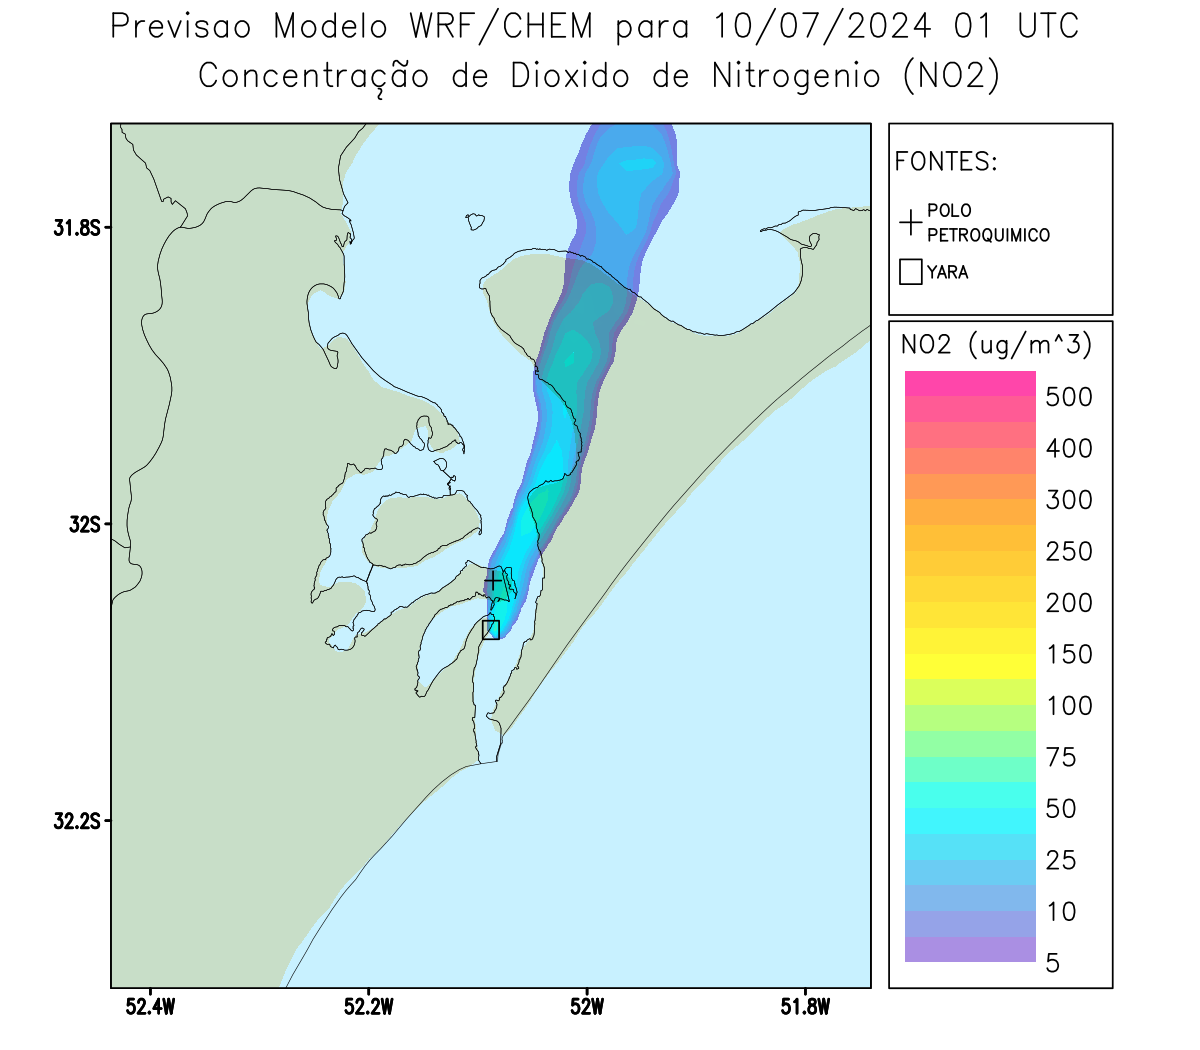 Previsao Modelo WRF/CHEM para 10/07/2024 01 UTC
Concentração de Dioxido de Nitrogenio (NO2)
FONTES:
POLO
PETROQUIMICO
YARA
NO2 (ug/m^3)
500
400
300
250
200
150
100
75
50
25
10
5
31.8S
32S
32.2S
52.4W
52.2W
52W
51.8W